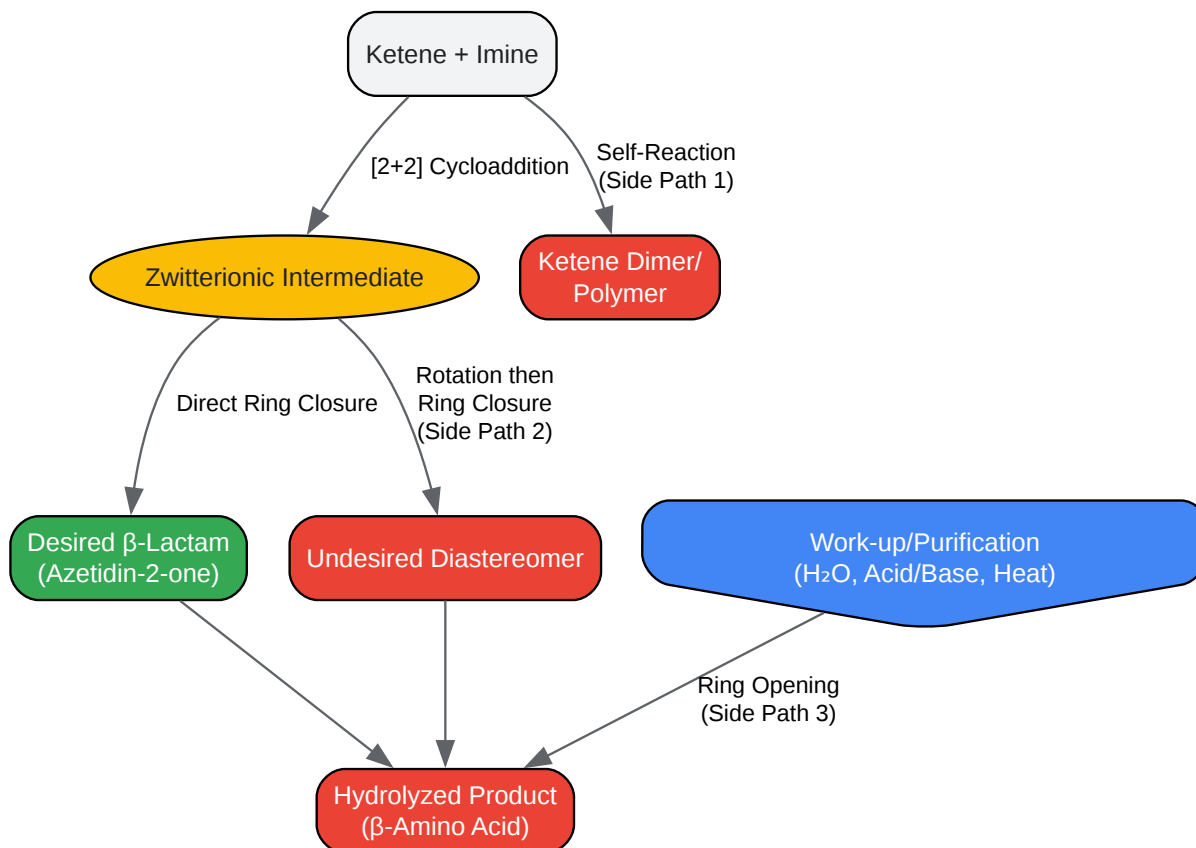 Ketene + Imine
[2+2] Cycloaddition
Self-Reaction
(Side Path 1)
Zwitterionic Intermediate
Ketene Dimer/
Polymer
Direct Ring Closure
Rotation then
Ring Closure
(Side Path 2)
Desired β-Lactam
(Azetidin-2-one)
Undesired Diastereomer
Work-up/Purification
(H₂O, Acid/Base, Heat)
Ring Opening
(Side Path 3)
Hydrolyzed Product
(β-Amino Acid)